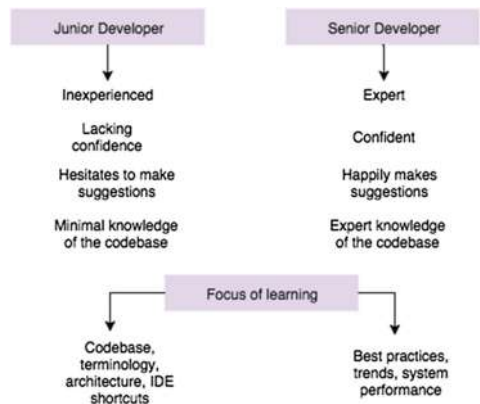 Junior Developer
Inexperienced
Lacking
confidence
Hesitates to make
suggestions
Minimal knowledge
of the codebase
Senior Developer
Expert
Confident
Happily makes
suggestions
Expert knowledge
of the codebase
Focus of learning
Codebase,
terminology,
architecture, IDE
shortcuts
Best practices,
trends, system
performance